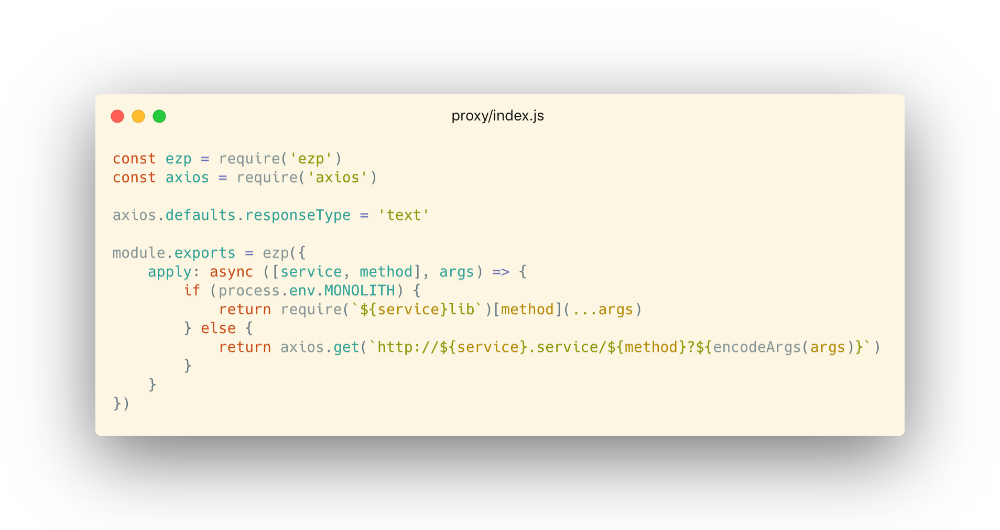 proxy/index.js
const ezp = require('ezp')
const axios = require('axios')
axios.defaults.responseType = 'text'
module.exports = ezp({
    apply: async ([service, method], args) => {
        if (process.env.MONOLITH) {
            return require(`${service}lib`)[method](...args)
        } else {
            return axios.get(`http://${service}.service/${method}?${encodeArgs(args)}`)
        }
    }
})